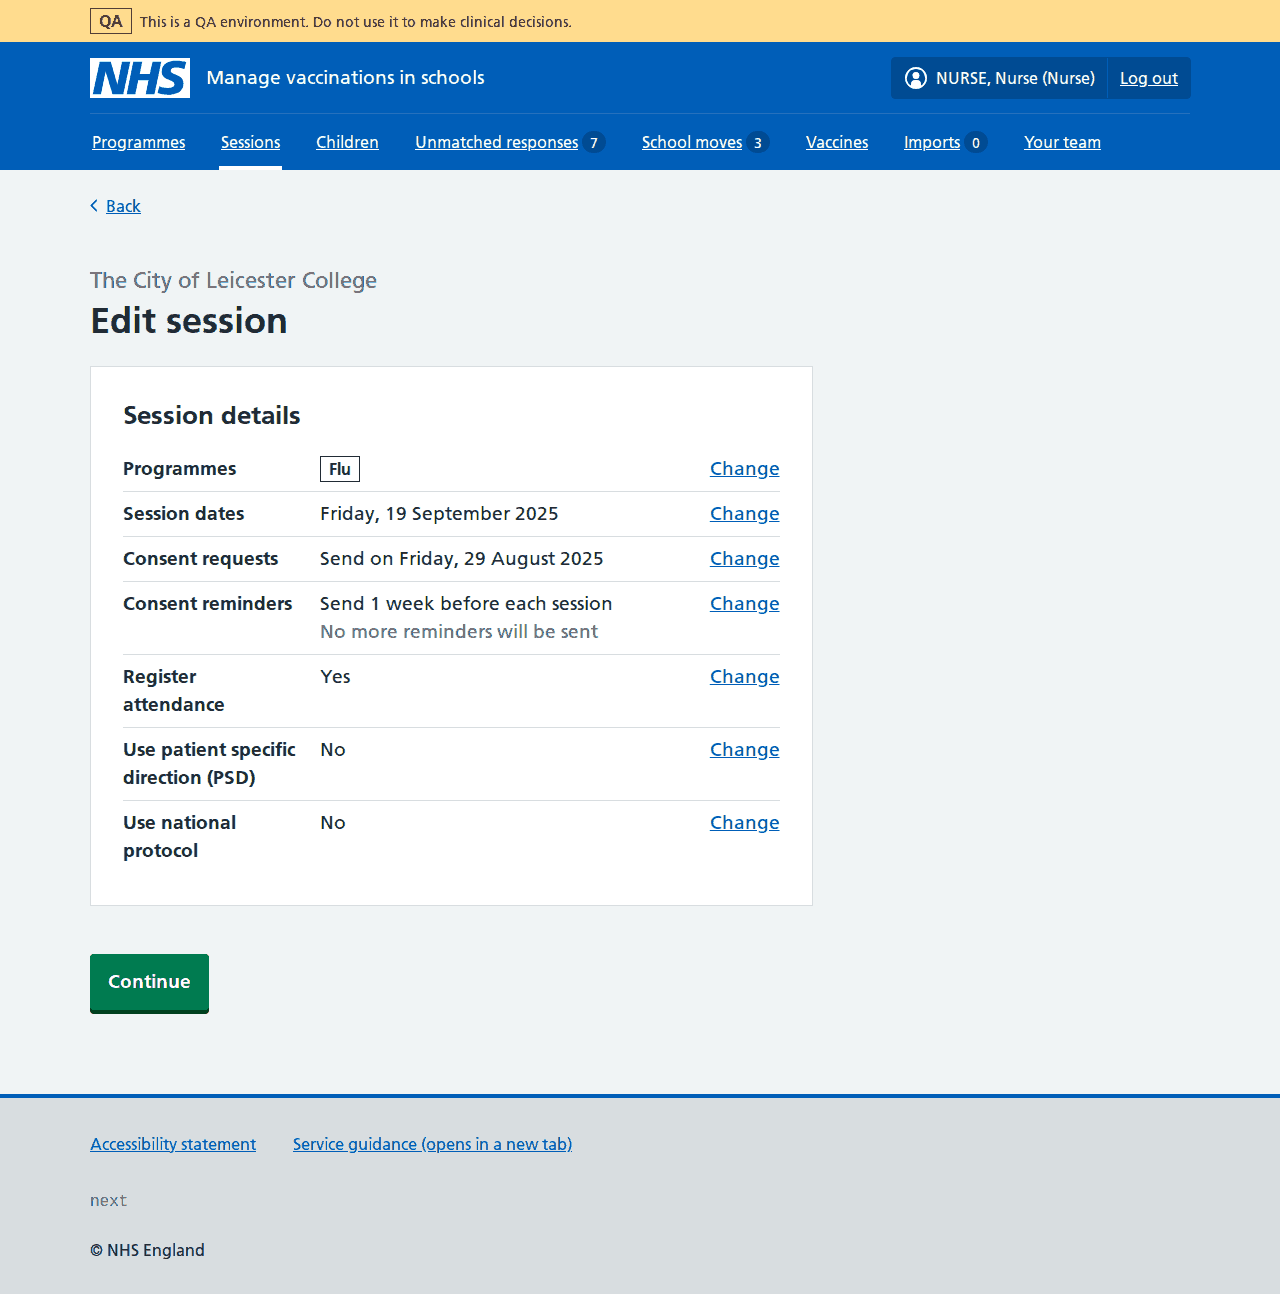 QA This is a QA environment. Do not use it to make clinical decisions.
NHS Manage vaccinations in schools NURSE, Nurse (Nurse) Log out
Programmes Sessions Children Unmatched responses 7 School moves 3 Vaccines Imports 0 Your team
Back
The City of Leicester College
Edit session
Session details
Programmes Flu Change
Session dates Friday, 19 September 2025 Change
Consent requests Send on Friday, 29 August 2025 Change
Consent reminders Send 1 week before each session Change
No more reminders will be sent
Register Yes Change
attendance
Use patient specific No Change
direction (PSD)
Use national No Change
protocol
Continue
Accessibility statement Service guidance (opens in a new tab)
next
© NHS England